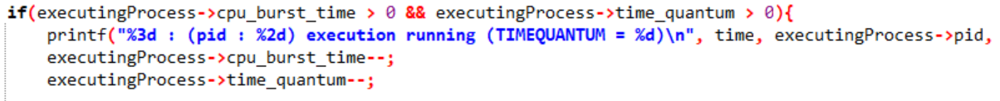 if(executingProcess->cpu_burst_time > 0 && executingProcess->time_quantum > 0){
printf("%3d : (pid : %2d) execution running (TIMEQUANTUM = %d)\n", time, executingProcess->pid,
executingProcess->cpu_burst_time--;
executingProcess->time_quantum--;